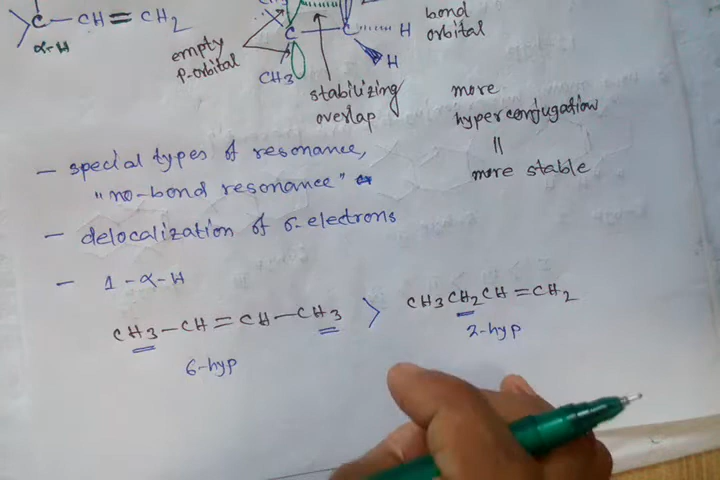 C - CH = CH2
α-H
CH3
C - C ...... H
H
bond
orbital
empty
p-orbital
CH3
stabilizing
overlap
more
hyperconjugation
||
more stable
- special types of resonance,
"no-bond resonance"
- delocalization of σ-electrons
- 1-α-H
CH3-CH=CH-CH3 > CH3CH2CH=CH2
6-hyp
2-hyp